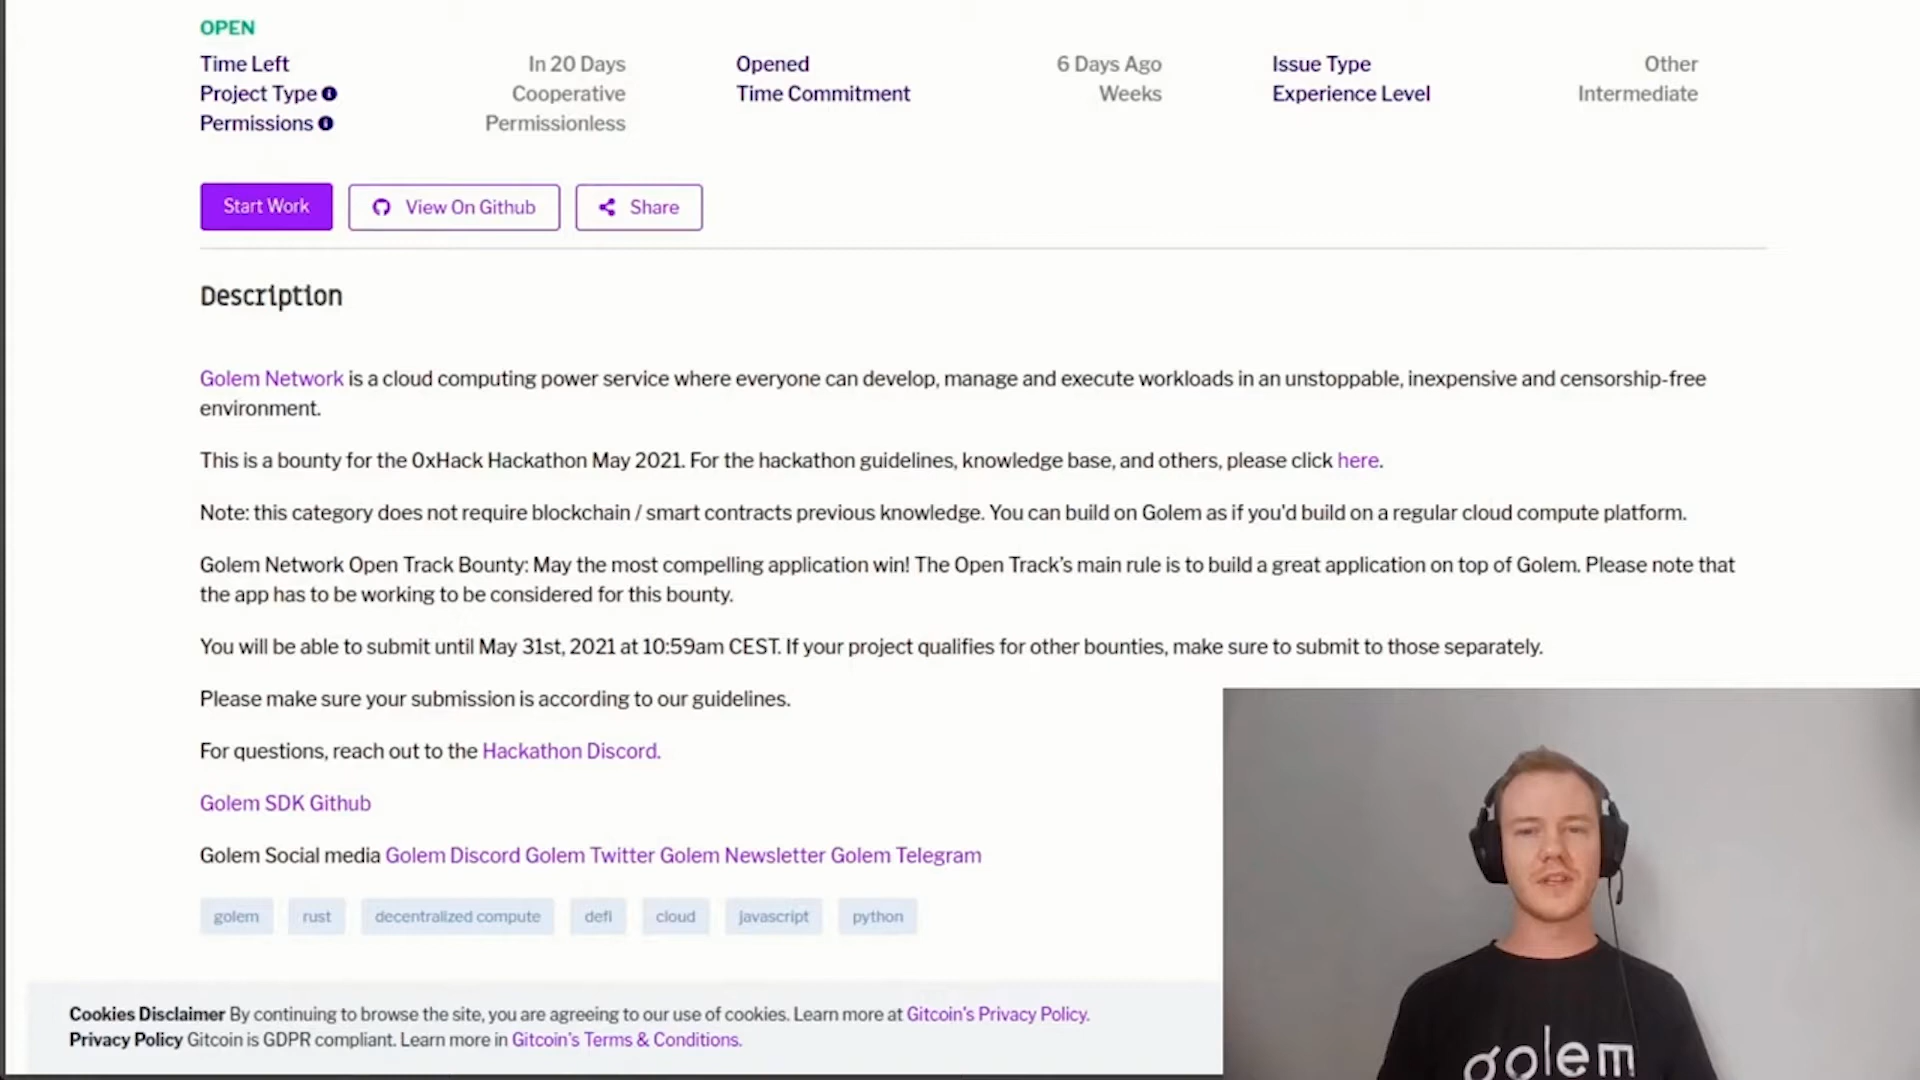 OPEN
Time Left In 20 Days Opened 6 Days Ago Issue Type Other
Project Type Cooperative Time Commitment Weeks Experience Level Intermediate
Permissions Permissionless
Start Work View On Github Share
Description
Golem Network is a cloud computing power service where everyone can develop, manage and execute workloads in an unstoppable, inexpensive and censorship-free
environment.
This is a bounty for the 0xHack Hackathon May 2021. For the hackathon guidelines, knowledge base, and others, please click here.
Note: this category does not require blockchain / smart contracts previous knowledge. You can build on Golem as if you'd build on a regular cloud compute platform.
Golem Network Open Track Bounty: May the most compelling application win! The Open Track’s main rule is to build a great application on top of Golem. Please note that
the app has to be working to be considered for this bounty.
You will be able to submit until May 31st, 2021 at 10:59am CEST. If your project qualifies for other bounties, make sure to submit to those separately.
Please make sure your submission is according to our guidelines.
For questions, reach out to the Hackathon Discord.
Golem SDK Github
Golem Social media Golem Discord Golem Twitter Golem Newsletter Golem Telegram
golem rust decentralized compute defi cloud javascript python
Cookies Disclaimer By continuing to browse the site, you are agreeing to our use of cookies. Learn more at Gitcoin's Privacy Policy.
Privacy Policy Gitcoin is GDPR compliant. Learn more in Gitcoin's Terms & Conditions.
golem